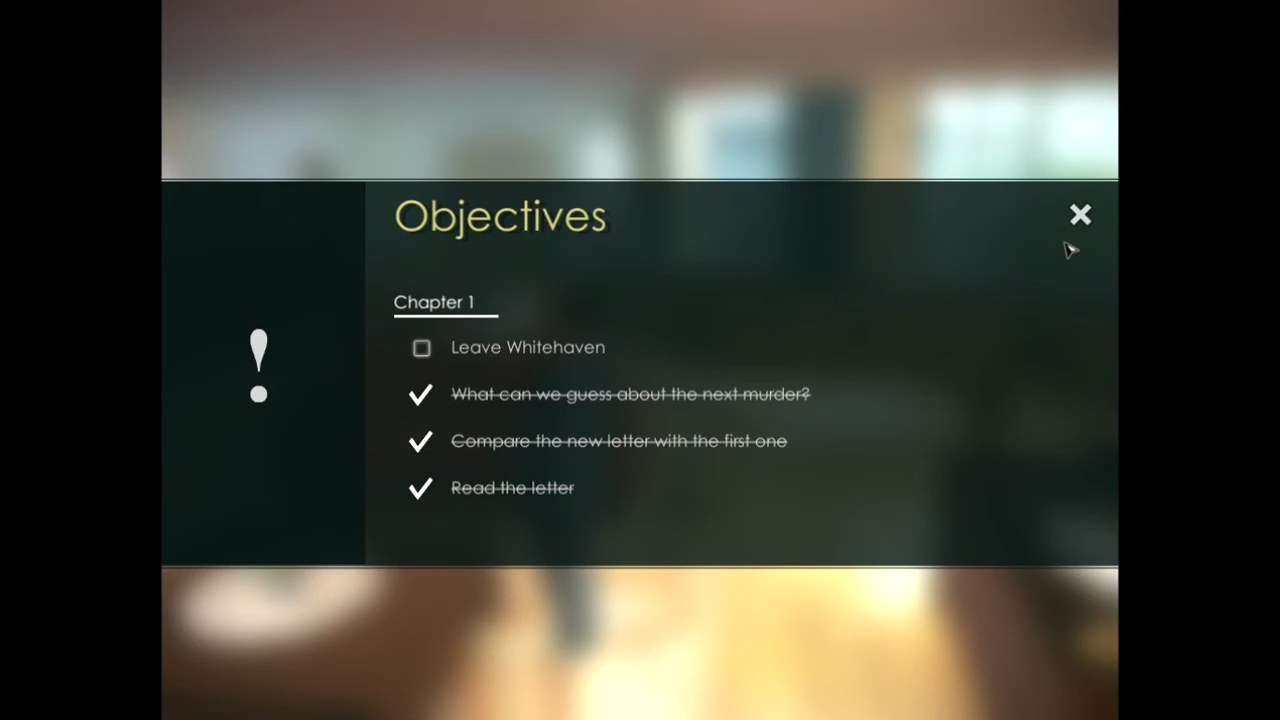 Objectives
Chapter 1
Leave Whitehaven
What can we guess about the next murder?
Compare the new letter with the first one
Read the letter